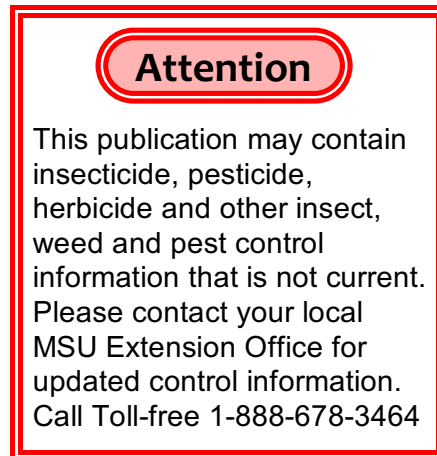 Attention
This publication may contain
insecticide, pesticide,
herbicide and other insect,
weed and pest control
information that is not current.
Please contact your local
MSU Extension Office for
updated control information.
Call Toll-free 1-888-678-3464